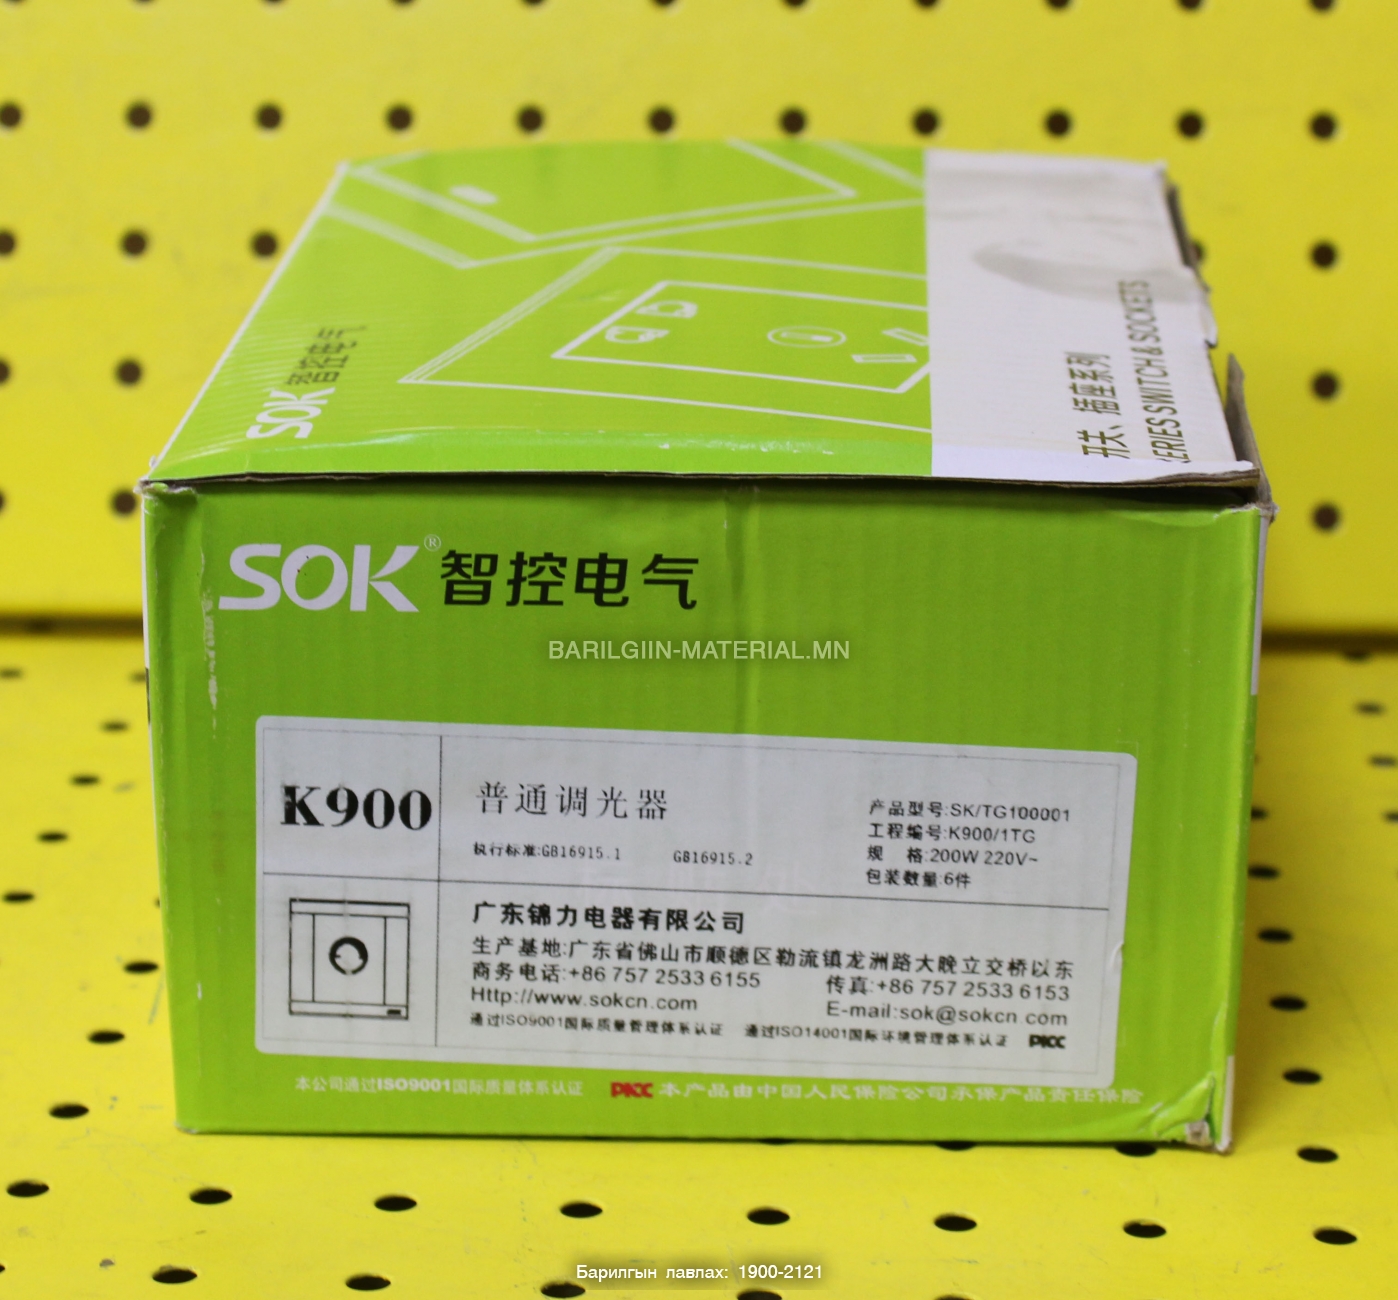 SOK 智控电气
开关、插座系列
SERIES SWITCH & SOCKETS
SOK® 智控电气
BARILGIIN-MATERIAL.MN
K900
普通调光器
执行标准:GB16915.1 GB16915.2
产品型号:SK/TG100001
工程编号:K900/1TG
规 格:200W 220V~
包装数量:6件
广东锦力电器有限公司
生产基地:广东省佛山市顺德区勒流镇龙洲路大晚立交桥以东
商务电话:+86 757 2533 6155 传真:+86 757 2533 6153
Http://www.sokcn.com E-mail:sok@sokcn com
通过ISO9001国际质量管理体系认证 通过ISO14001国际环境管理体系认证 PICC
本公司通过ISO9001国际质量体系认证 PICC 本产品由中国人民保险公司承保产品责任保险
Барилгын лавлах: 1900-2121